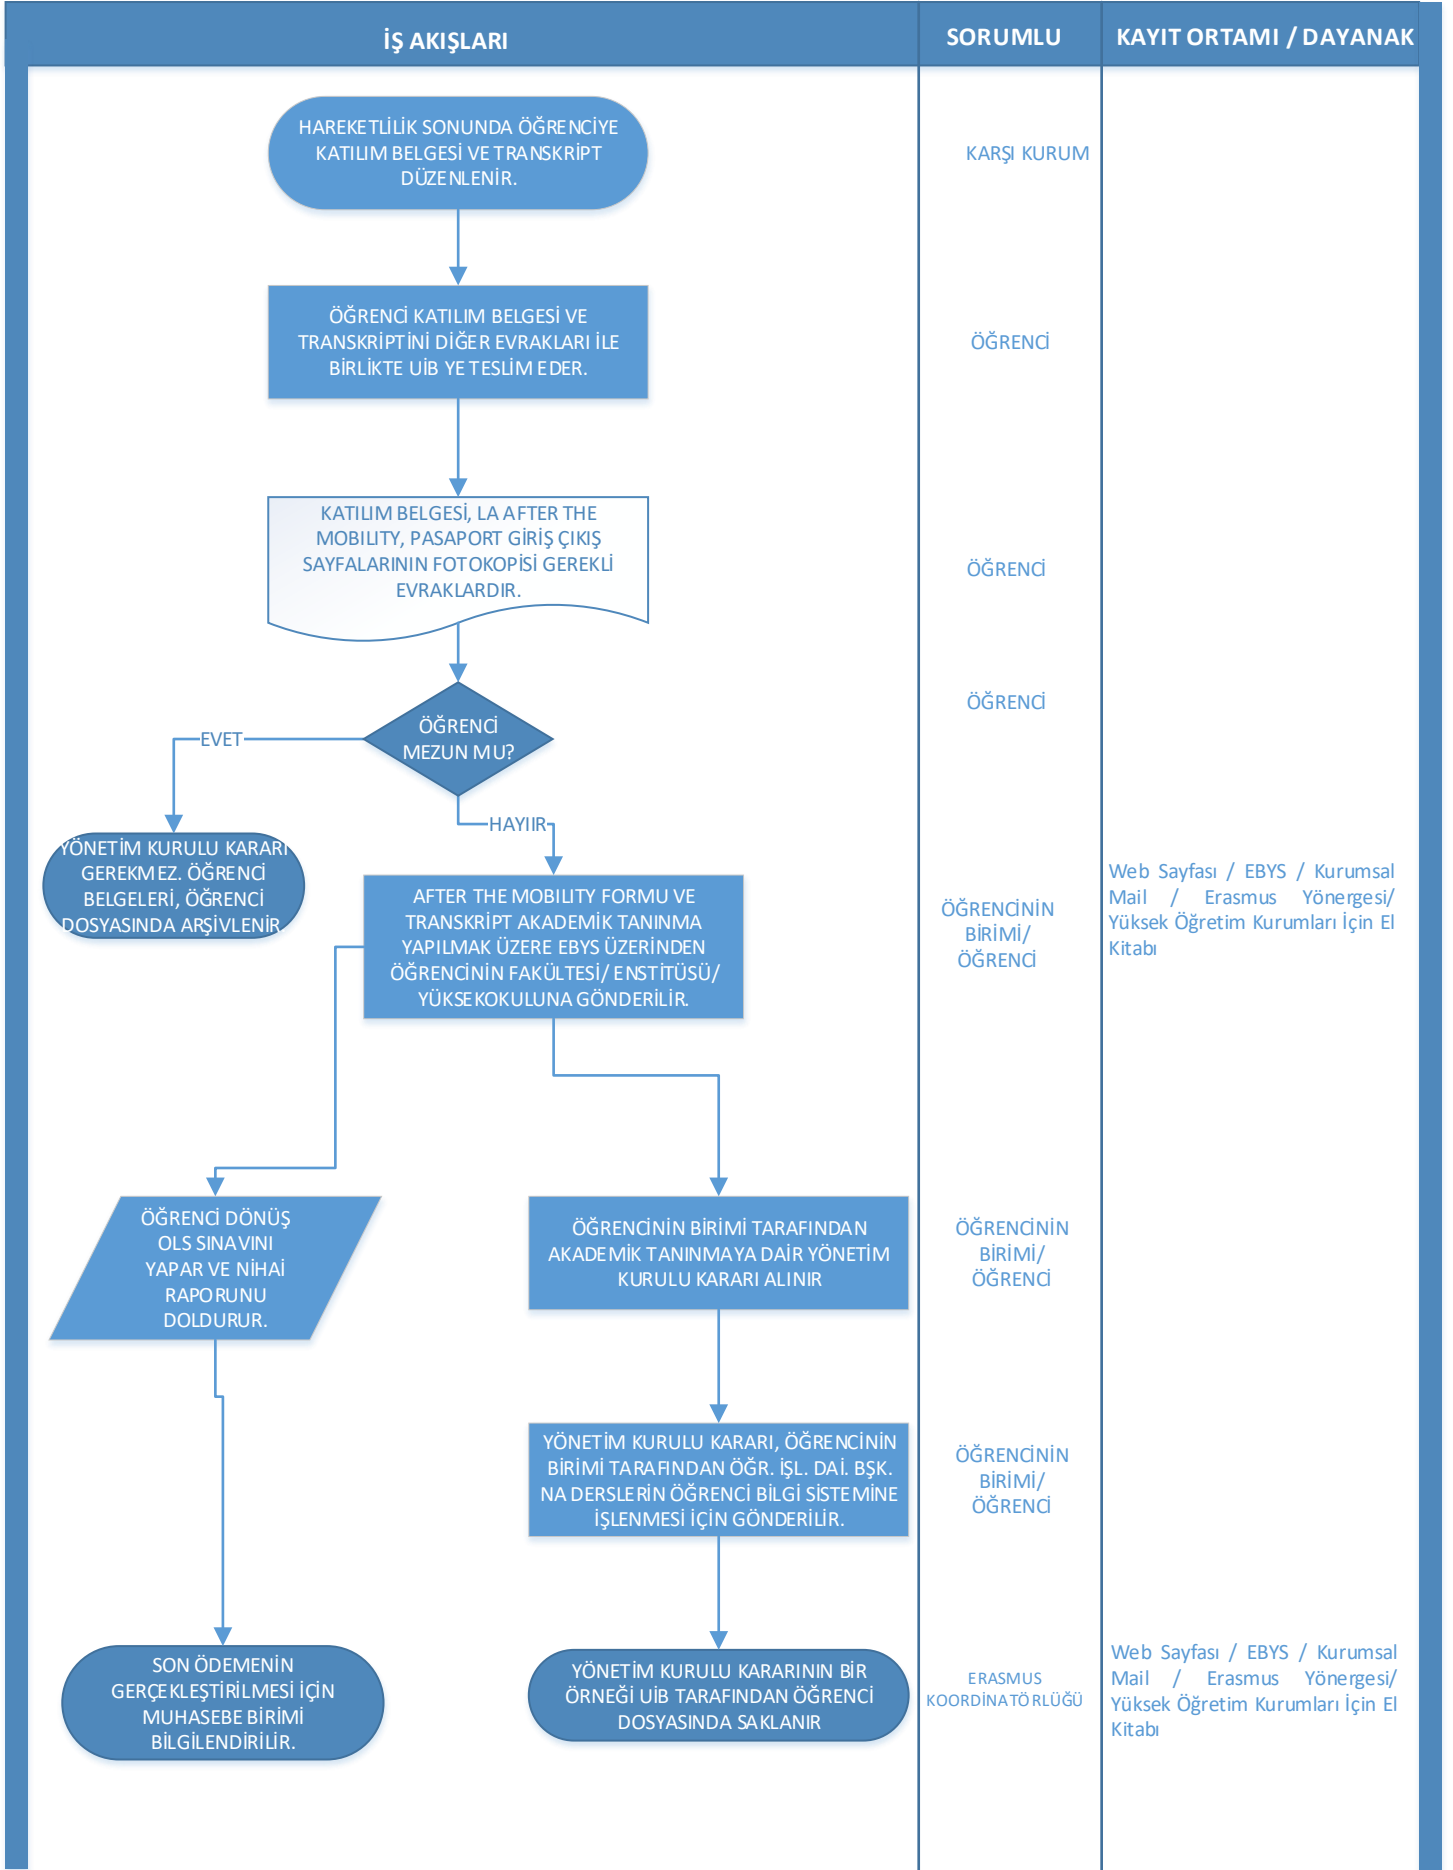 İŞ AKIŞLARI
SORUMLU
KAYIT ORTAMI / DAYANAK
HAREKETLİLİK SONUNDA ÖĞRENCİYE
KATILIM BELGESİ VE TRANSKRİPT
DÜZENLENİR.
KARŞI KURUM
ÖĞRENCİ KATILIM BELGESİ VE
TRANSKRİPTİNİ DİĞER EVRAKLARI İLE
BİRLİKTE UİB YE TESLİM EDER.
ÖĞRENCİ
KATILIM BELGESİ, LA AFTER THE
MOBILITY, PASAPORT GİRİŞ ÇIKIŞ
SAYFALARININ FOTOKOPİSİ GEREKLİ
EVRAKLARDIR.
ÖĞRENCİ
ÖĞRENCİ
MEZUN MU?
ÖĞRENCİ
EVET
HAYIIR
YÖNETİM KURULU KARARI
GEREKMEZ. ÖĞRENCİ
BELGELERİ, ÖĞRENCİ
DOSYASINDA ARŞİVLENİR
AFTER THE MOBILITY FORMU VE
TRANSKRİPT AKADEMİK TANINMA
YAPILMAK ÜZERE EBYS ÜZERİNDEN
ÖĞRENCİNİN FAKÜLTESİ/ ENSTİTÜSÜ/
YÜKSEKOKULUNA GÖNDERİLİR.
ÖĞRENCİNİN
BİRİMİ/
ÖĞRENCİ
Web Sayfası / EBYS / Kurumsal
Mail / Erasmus Yönergesi/
Yüksek Öğretim Kurumları İçin El
Kitabı
ÖĞRENCİ DÖNÜŞ
OLS SINAVINI
YAPAR VE NİHAİ
RAPORUNU
DOLDURUR.
ÖĞRENCİNİN BİRİMİ TARAFINDAN
AKADEMİK TANINMAYA DAİR YÖNETİM
KURULU KARARI ALINIR
ÖĞRENCİNİN
BİRİMİ/
ÖĞRENCİ
YÖNETİM KURULU KARARI, ÖĞRENCİNİN
BİRİMİ TARAFINDAN ÖĞR. İŞL. DAİ. BŞK.
NA DERSLERİN ÖĞRENCİ BİLGİ SİSTEMİNE
İŞLENMESİ İÇİN GÖNDERİLİR.
ÖĞRENCİNİN
BİRİMİ/
ÖĞRENCİ
SON ÖDEMENİN
GERÇEKLEŞTİRİLMESİ İÇİN
MUHASEBE BİRİMİ
BİLGİLENDİRİLİR.
YÖNETİM KURULU KARARININ BİR
ÖRNEĞİ UİB TARAFINDAN ÖĞRENCİ
DOSYASINDA SAKLANIR
ERASMUS
KOORDİNATÖRLÜĞÜ
Web Sayfası / EBYS / Kurumsal
Mail / Erasmus Yönergesi/
Yüksek Öğretim Kurumları İçin El
Kitabı